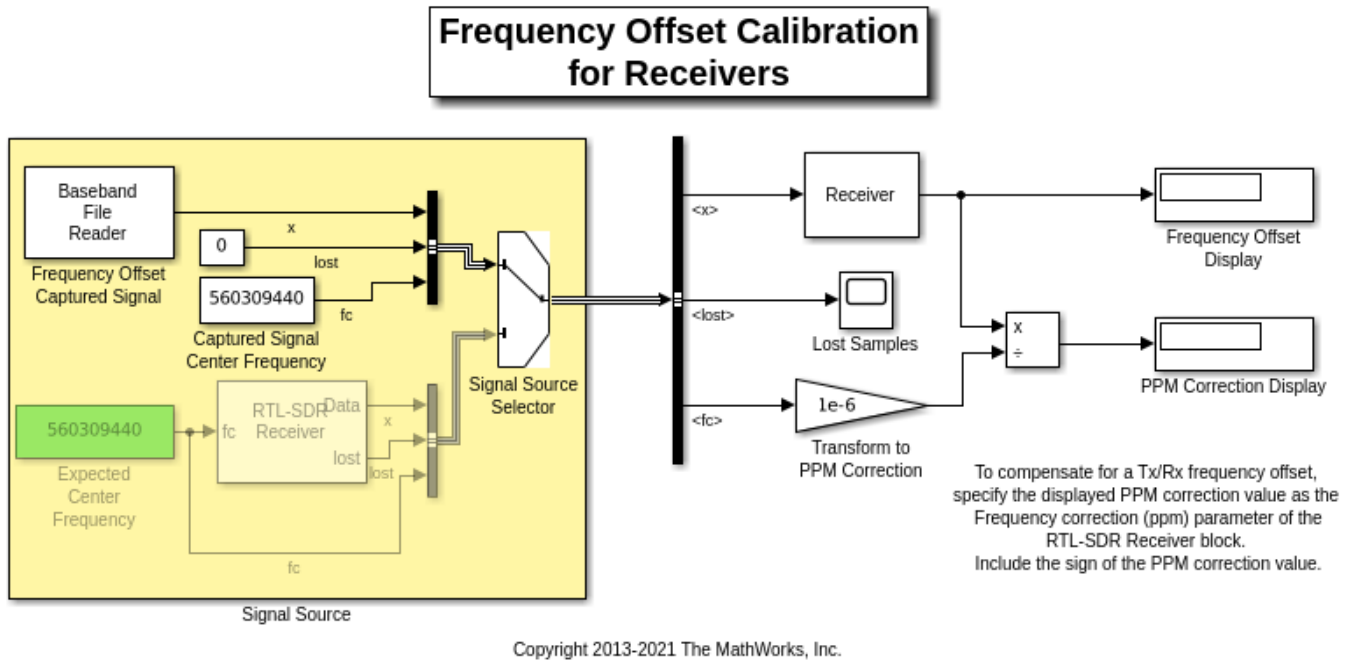 Frequency Offset Calibration
for Receivers
Baseband
File
Reader
Frequency Offset
Captured Signal
x
0
lost
560309440
fc
Captured Signal
Center Frequency
Signal Source
Selector
560309440
Expected
Center
Frequency
fc
RTL-SDR
Receiver
Data
lost
x
lost
fc
Signal Source
<x>
<lost>
<fc>
Receiver
Frequency Offset
Display
Lost Samples
x
÷
PPM Correction Display
1e-6
Transform to
PPM Correction
To compensate for a Tx/Rx frequency offset,
specify the displayed PPM correction value as the
Frequency correction (ppm) parameter of the
RTL-SDR Receiver block.
Include the sign of the PPM correction value.
Copyright 2013-2021 The MathWorks, Inc.